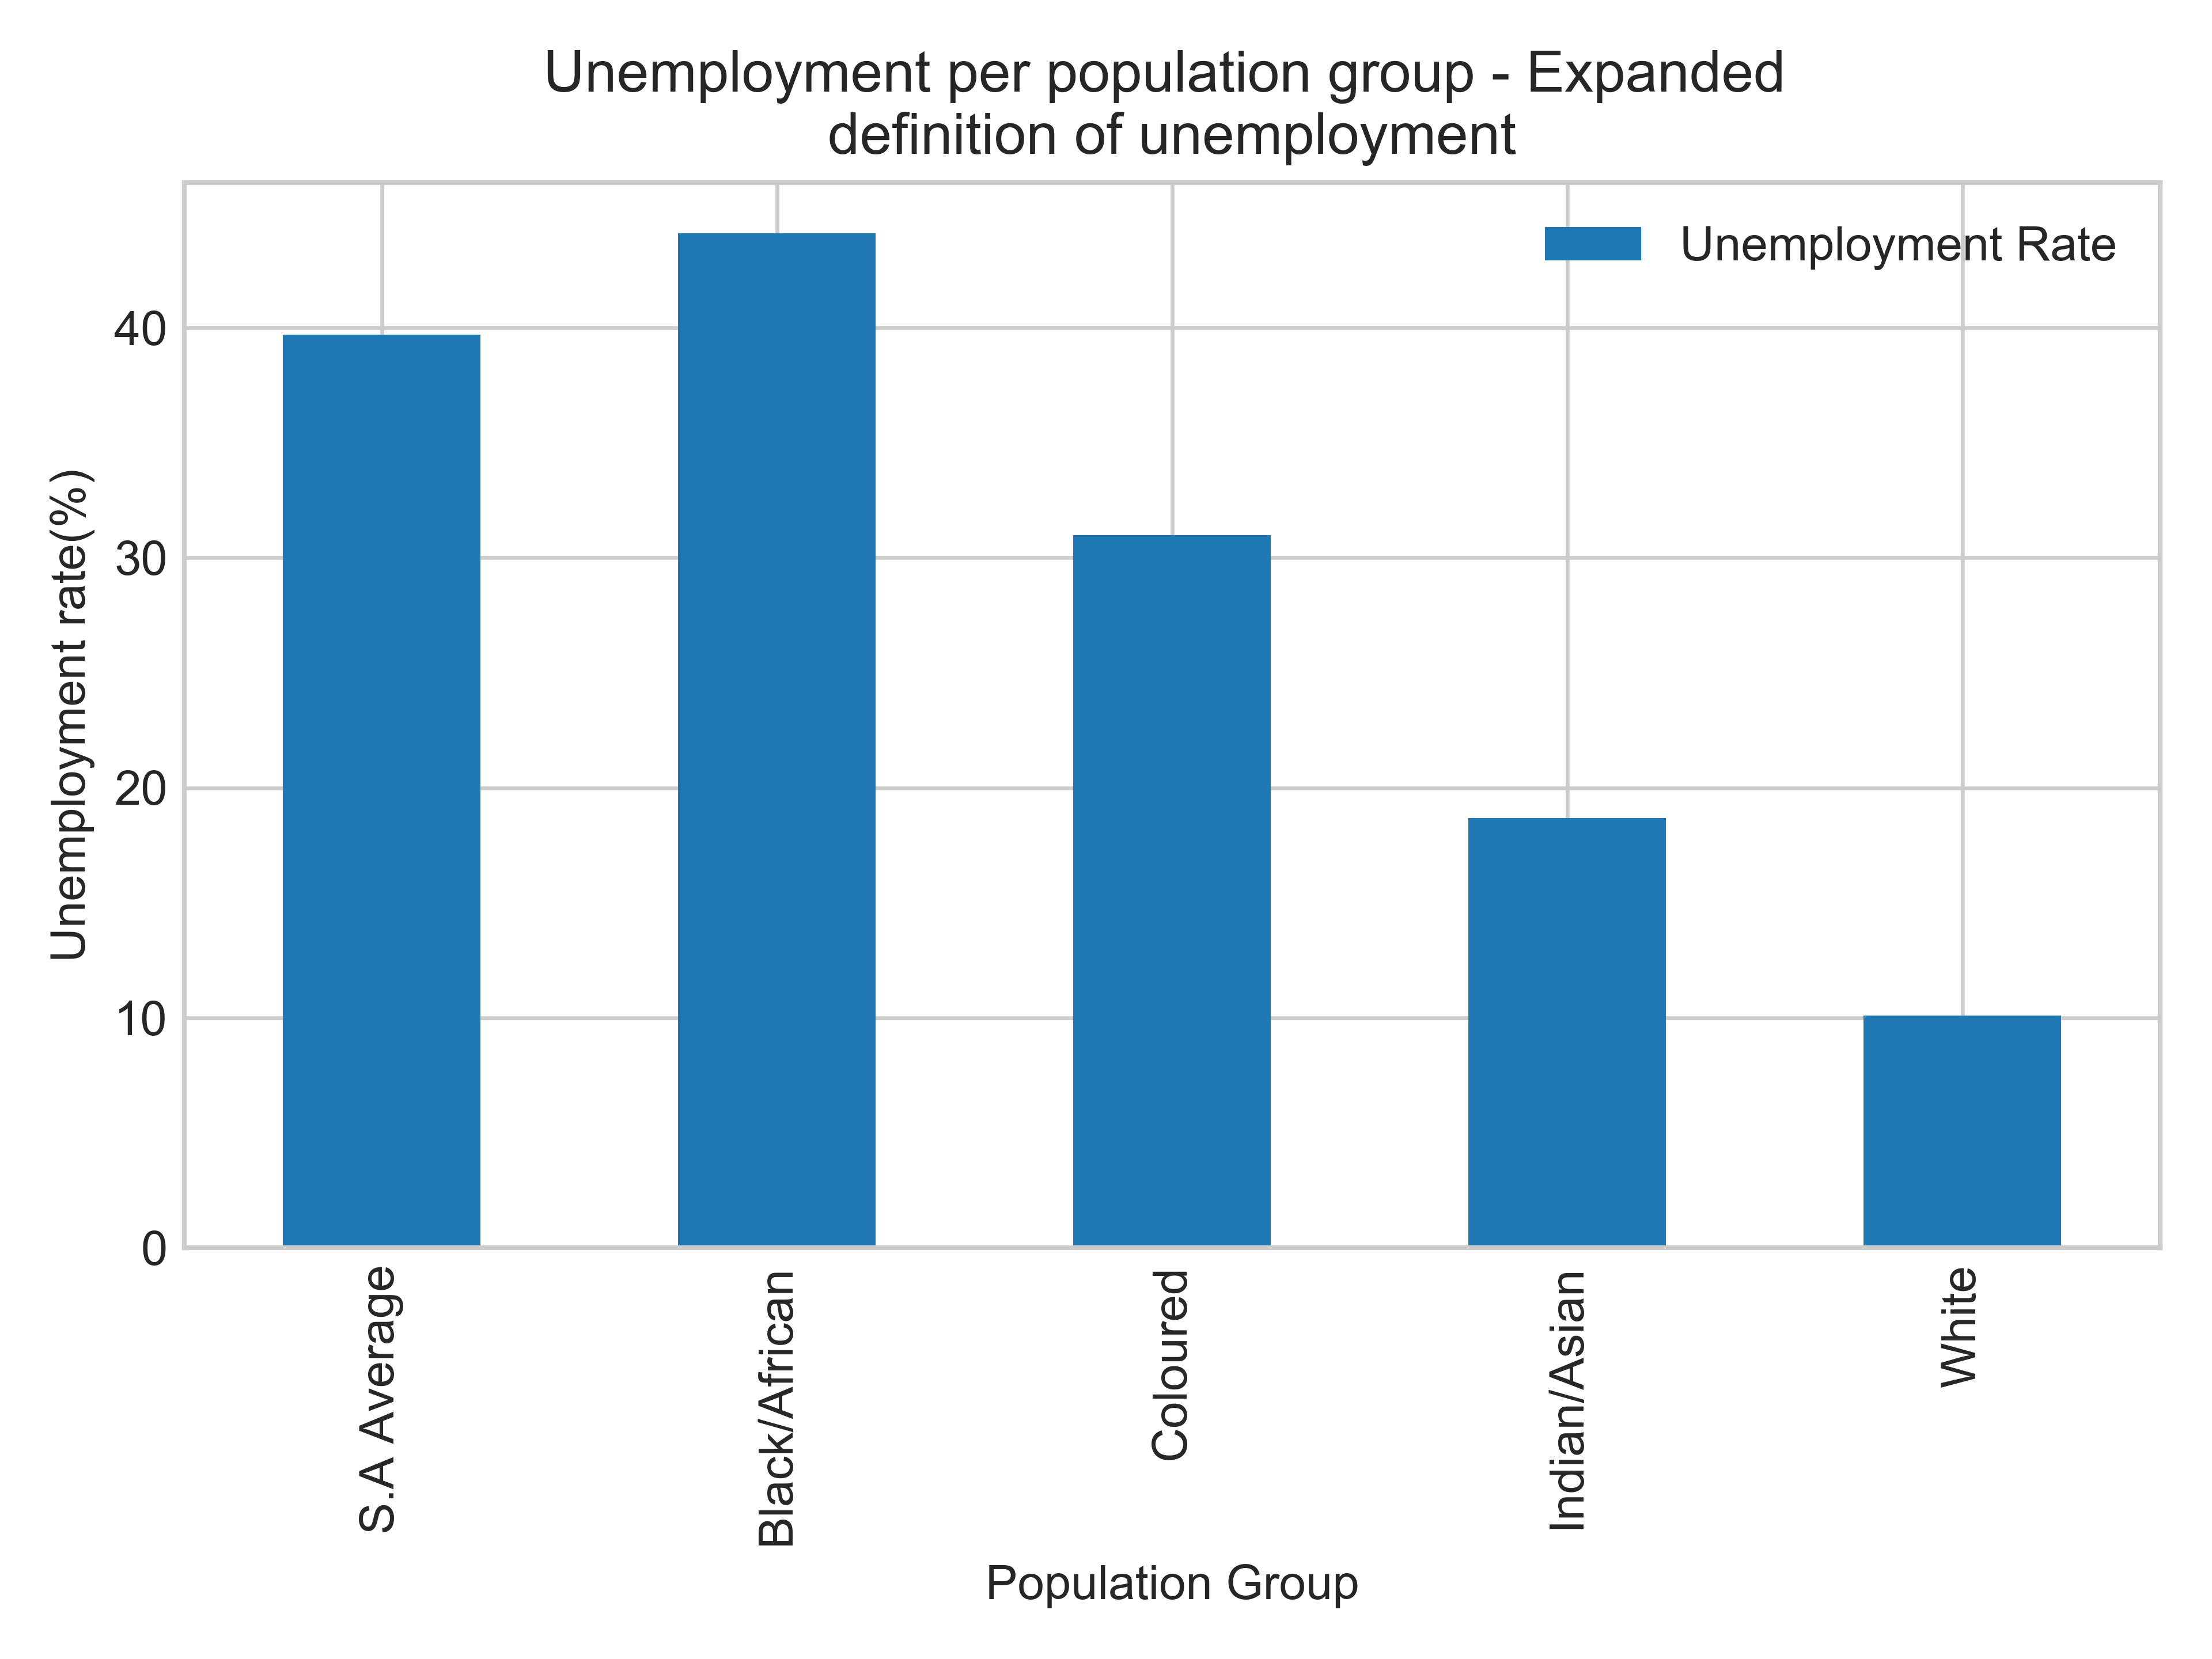 Unemployment per population group - Expanded
definition of unemployment
Unemployment Rate
Unemployment rate(%)
40
30
20
10
0
S.A Average
Black/African
Coloured
Indian/Asian
White
Population Group